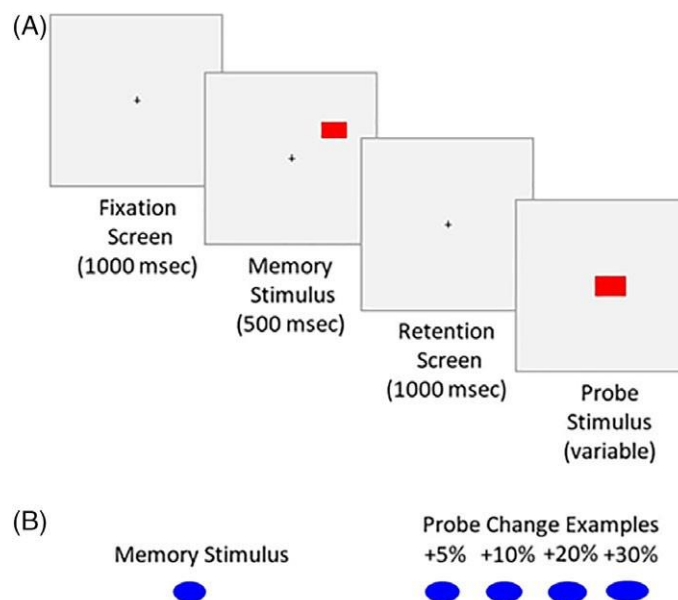 (A)
Fixation
Screen
(1000 msec)
Memory
Stimulus
(500 msec)
Retention
Screen
(1000 msec)
Probe
Stimulus
(variable)
(B)
Memory Stimulus
Probe Change Examples
+5% +10% +20% +30%